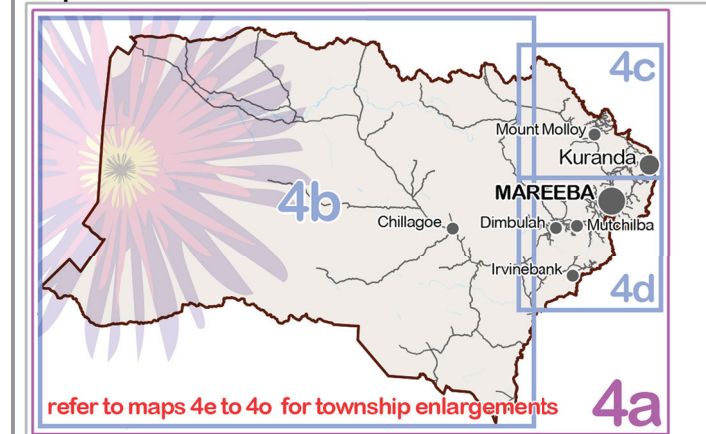 4c
Mount Molloy
Kuranda
MAREEBA
4b
Chillagoe
Dimbulah
Mutchilba
Irvinebank
4d
refer to maps 4e to 4o for township enlargements
4a